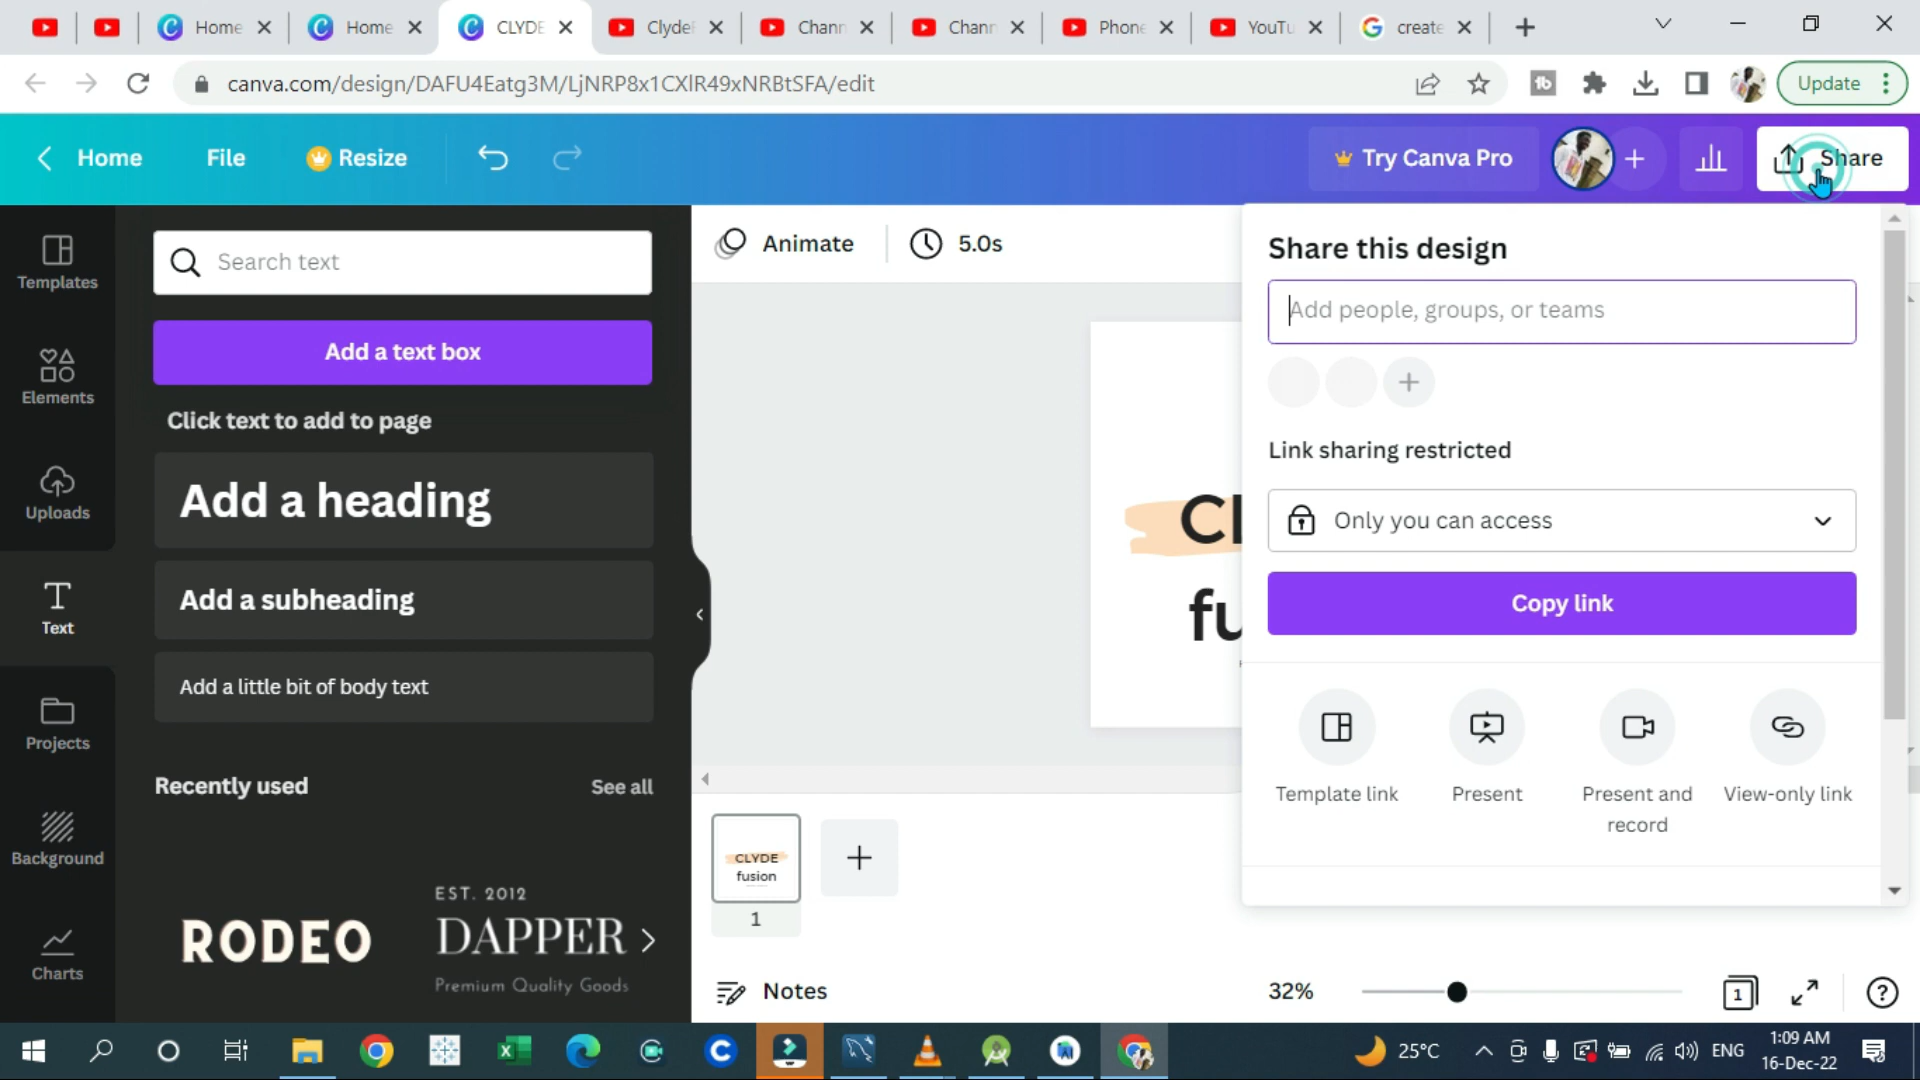 Home
Home
CLYDE
Clyde
Chann
Chann
Phone
YouTu
create
canva.com/design/DAFU4Eatg3M/LjNRP8x1CXlR49xNRBtSFA/edit
Update
Home
File
Resize
Try Canva Pro
Share
Templates
Elements
Uploads
Text
Projects
Background
Charts
Search text
Add a text box
Click text to add to page
Add a heading
Add a subheading
Add a little bit of body text
Recently used
See all
RODEO
EST. 2012
DAPPER
Premium Quality Goods
Animate
5.0s
CL
fu
Share this design
Add people, groups, or teams
Link sharing restricted
Only you can access
Copy link
Template link
Present
Present and
record
View-only link
CLYDE
fusion
1
Notes
32%
1
25°C
ENG
1:09 AM
16-Dec-22